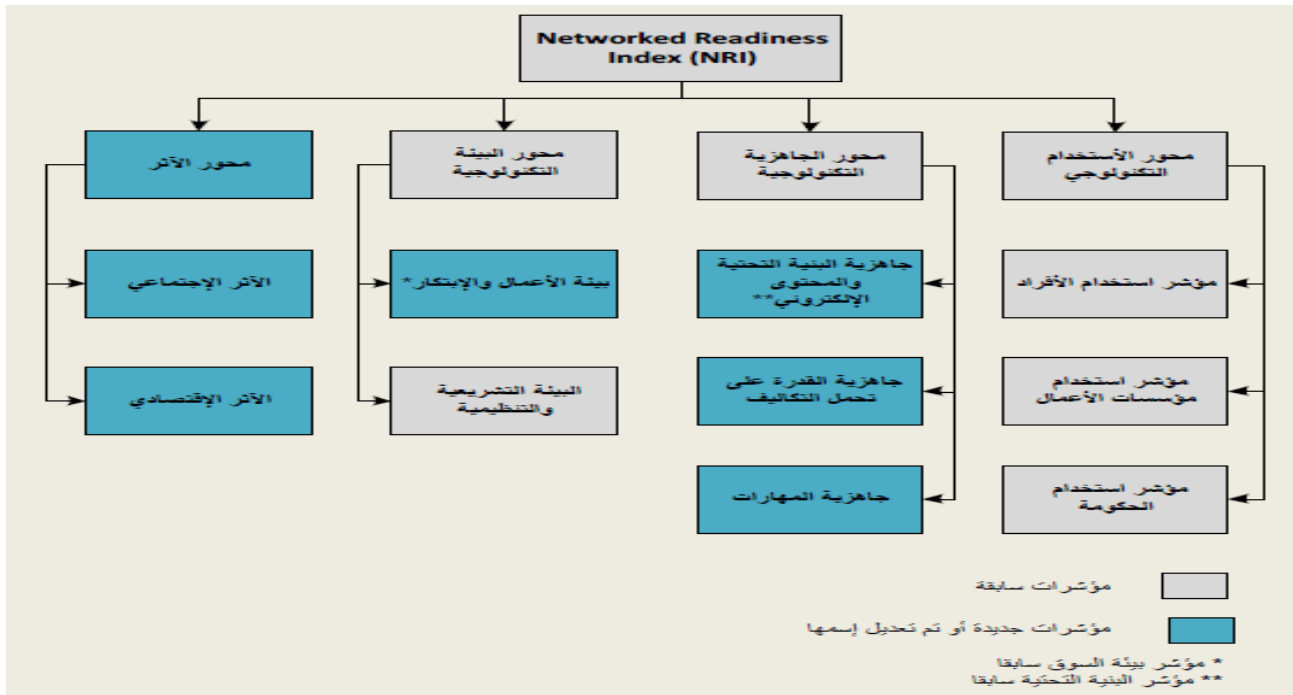 Networked Readiness
Index (NRI)
محور الأستخدام
التكنولوجي
محور الجاهزية
التكنولوجية
محور البيئة
التكنولوجية
محور الآثر
مؤشر استخدام الأفراد
جاهزية البنية التحتية
والمحتوى
الإلكتروني**
بيئة الأعمال والإبتكار*
الآثر الإجتماعي
مؤشر استخدام
مؤسسات الأعمال
جاهزية القدرة على
تحمل التكاليف
البيئة التشريعية
والتنظيمية
الآثر الإقتصادي
مؤشر استخدام
الحكومة
جاهزية المهارات
مؤشرات سابقة
مؤشرات جديدة أو تم تعديل إسمها
* مؤشر بيئة السوق سابقا
** مؤشر البنية التحتية سابقا